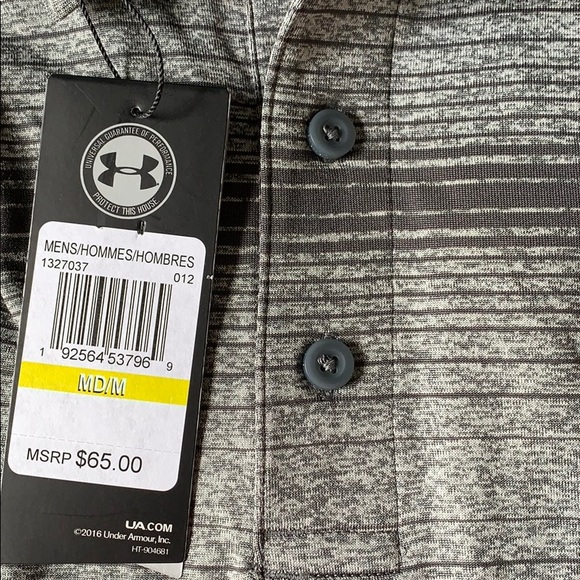 UNIVERSAL GUARANTEE OF PERFORMANCE
PROTECT THIS HOUSE
MENS/HOMMES/HOMBRES
1327037 012
1 92564 53796 9
MD/M
MSRP $65.00
UA.COM
©2016 Under Armour, Inc.
HT-904681